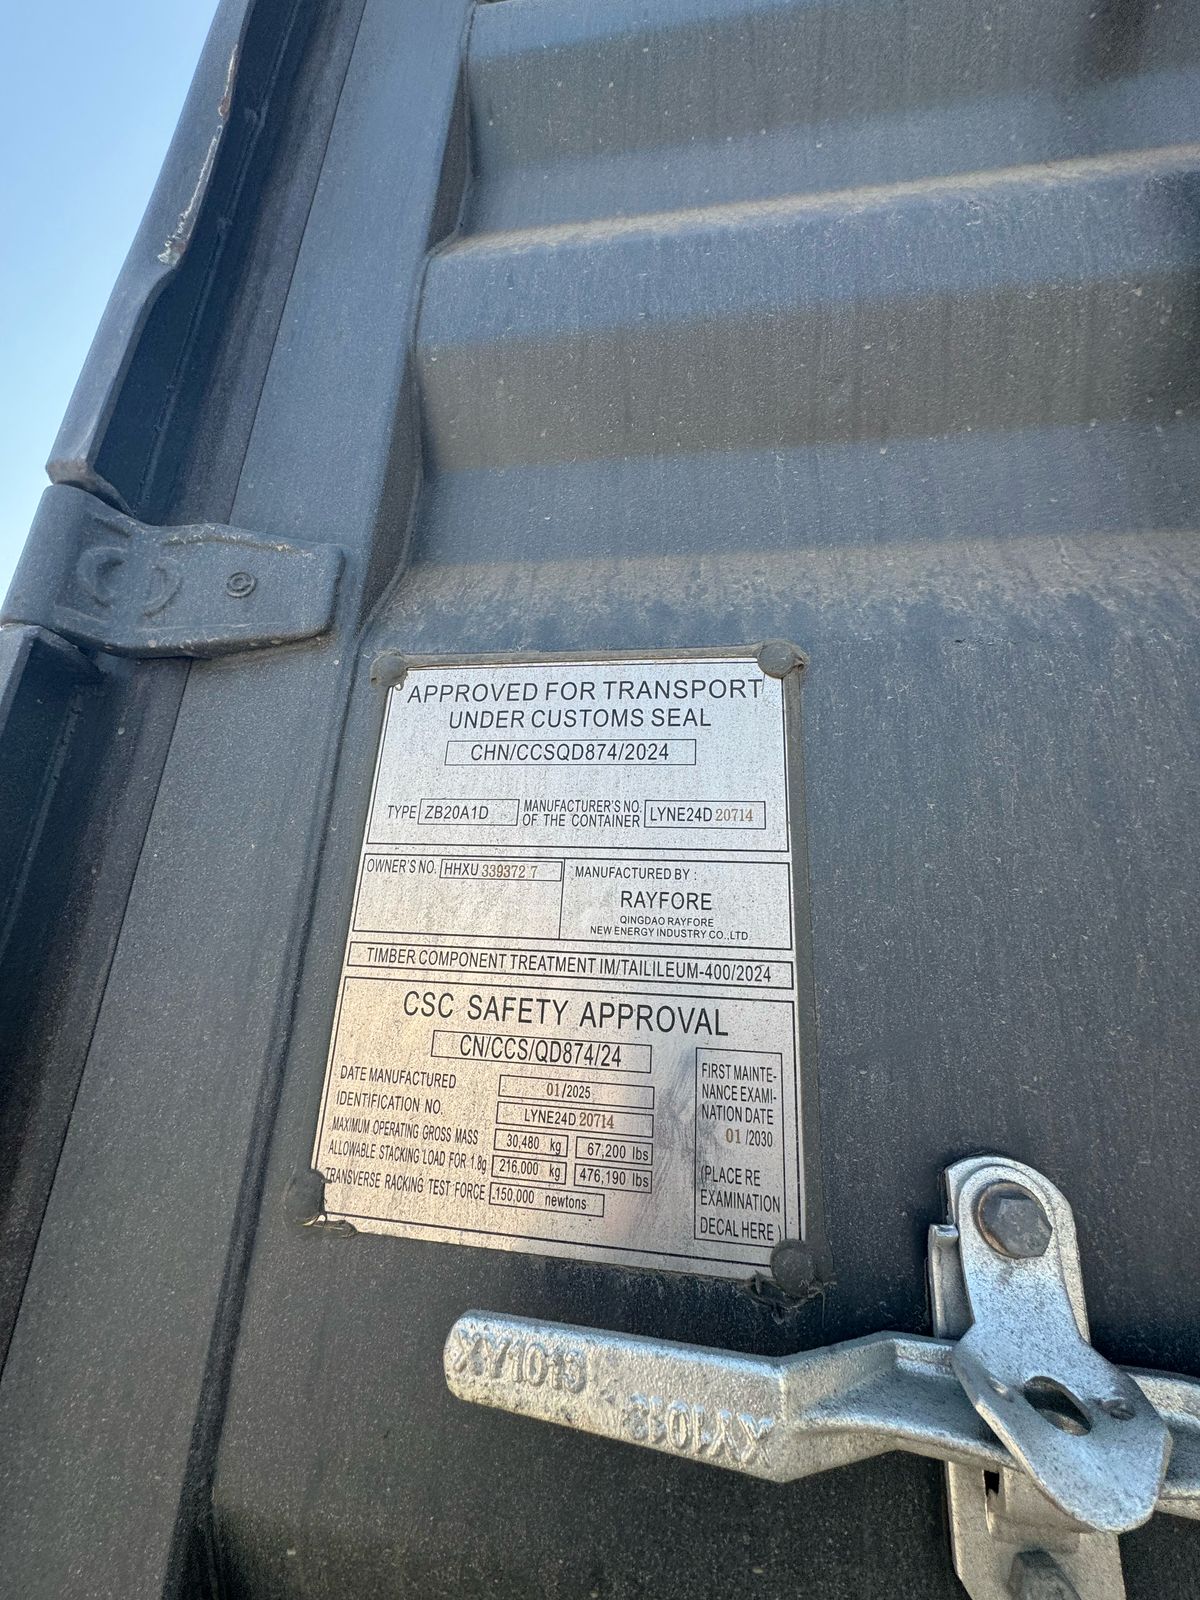 APPROVED FOR TRANSPORT
UNDER CUSTOMS SEAL
CHN/CCSQD874/2024
TYPE ZB20A1D MANUFACTURER'S NO. OF THE CONTAINER LYNE24D 20714
OWNER'S NO. HHXU 339372 7
MANUFACTURED BY :
RAYFORE
QINGDAO RAYFORE
NEW ENERGY INDUSTRY CO.,LTD
TIMBER COMPONENT TREATMENT IM/TAILILEUM-400/2024
CSC SAFETY APPROVAL
CN/CCS/QD874/24
DATE MANUFACTURED 01/2025
IDENTIFICATION NO. LYNE24D 20714
MAXIMUM OPERATING GROSS MASS 30,480 kg 67,200 lbs
ALLOWABLE STACKING LOAD FOR 1.8g 216,000 kg 476,190 lbs
TRANSVERSE RACKING TEST FORCE 150,000 newtons
FIRST MAINTE-
NANCE EXAMI-
NATION DATE
01 /2030
(PLACE RE
EXAMINATION
DECAL HERE )
XY1013
XY1013